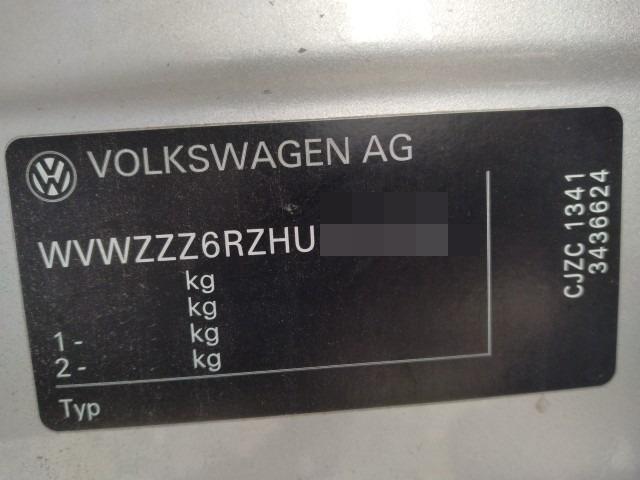 VOLKSWAGEN AG
WVWZZZ6RZHU
kg
kg
1 - kg
2 - kg
Typ
CJZC 1341
3436624